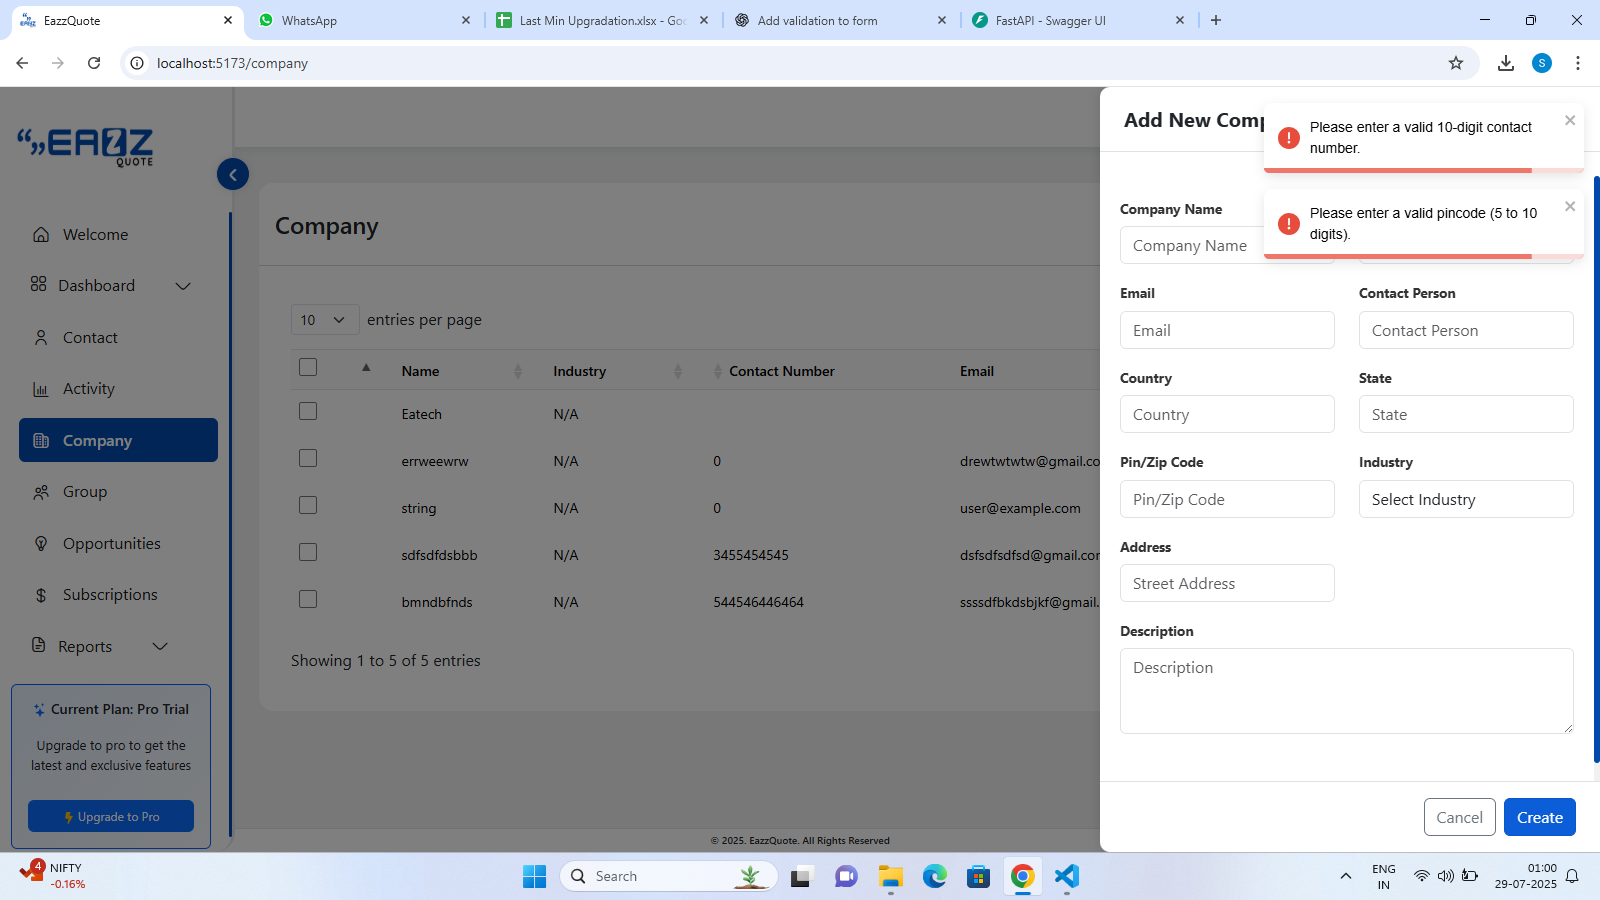 EazzQuote
WhatsApp
Last Min Upgradation.xlsx - Goo
Add validation to form
FastAPI - Swagger UI
localhost:5173/company
S
EAZZ
QUOTE
Welcome
Dashboard
Contact
Activity
Company
Group
Opportunities
Subscriptions
Reports
Current Plan: Pro Trial
Upgrade to pro to get the
latest and exclusive features
Upgrade to Pro
Company
10 entries per page
Name Industry Contact Number Email
Eatech N/A
errweewrw N/A 0 drewtwtwtw@gmail.co
string N/A 0 user@example.com
sdfsdfdsbbb N/A 3455454545 dsfsdfsdfsd@gmail.cor
bmndbfnds N/A 544546446464 ssssdfbkdsbjkf@gmail.
Showing 1 to 5 of 5 entries
© 2025. EazzQuote. All Rights Reserved
Add New Comp
Please enter a valid 10-digit contact
number.
Please enter a valid pincode (5 to 10
digits).
Company Name
Company Name
Email Contact Person
Email Contact Person
Country State
Country State
Pin/Zip Code Industry
Pin/Zip Code Select Industry
Address
Street Address
Description
Description
Cancel Create
4
NIFTY
-0.16%
Search
ENG
IN
01:00
29-07-2025